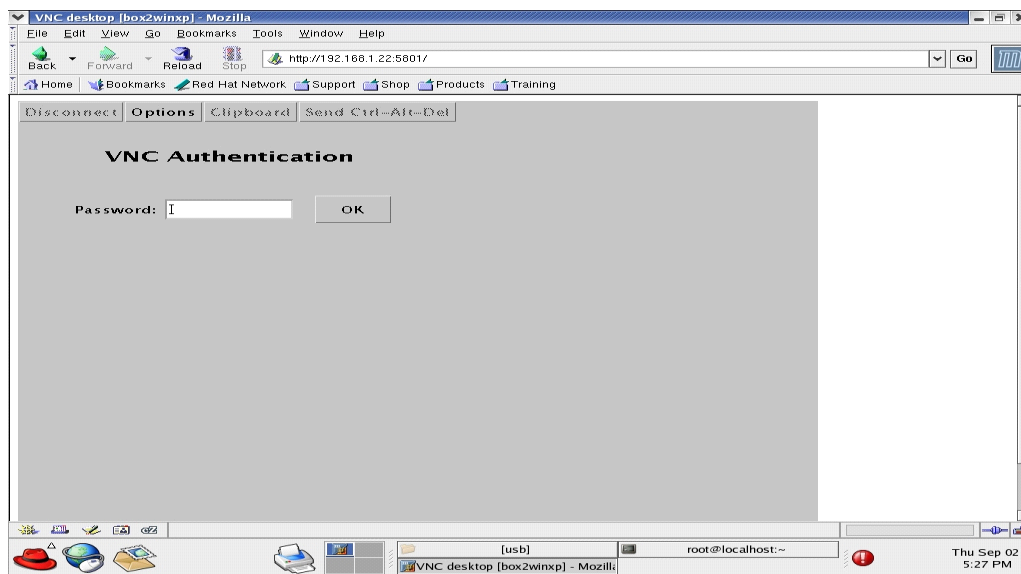 VNC desktop [box2winxp] - Mozilla
File Edit View Go Bookmarks Tools Window Help
Back Forward Reload Stop http://192.168.1.22:5801/ Go
Home Bookmarks Red Hat Network Support Shop Products Training
Disconnect Options Clipboard Send Ctrl-Alt-Del
VNC Authentication
Password: OK
[usb] root@localhost:~
VNC desktop [box2winxp] - Mozilla
Thu Sep 02
5:27 PM